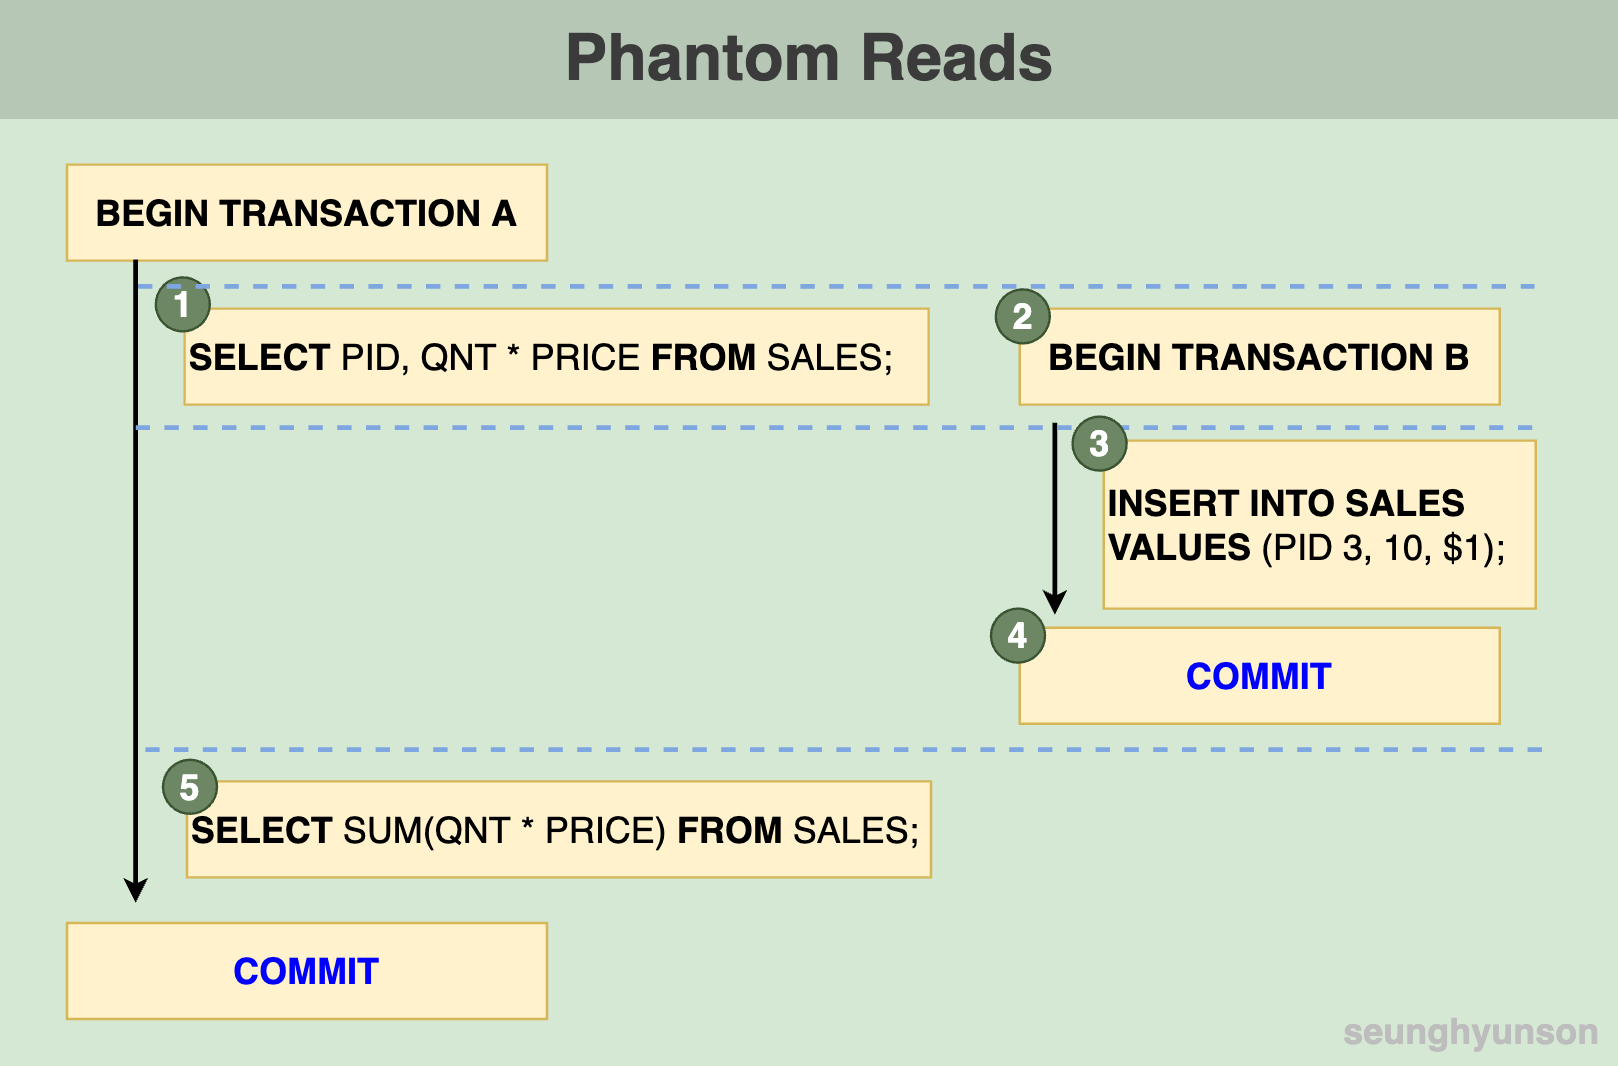 Phantom Reads
BEGIN TRANSACTION A
1
SELECT PID, QNT * PRICE FROM SALES;
2
BEGIN TRANSACTION B
3
INSERT INTO SALES
VALUES (PID 3, 10, $1);
4
COMMIT
5
SELECT SUM(QNT * PRICE) FROM SALES;
COMMIT
seunghyunson